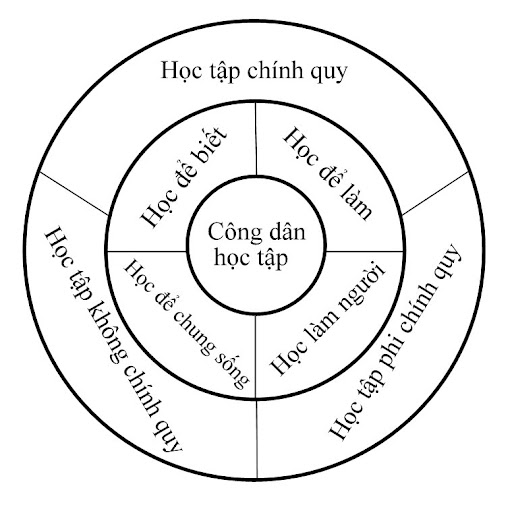 Học tập chính quy
Học để biết
Học để làm
Công dân
học tập
Học để chung sống
Học làm người
Học tập không chính quy
Học tập phi chính quy